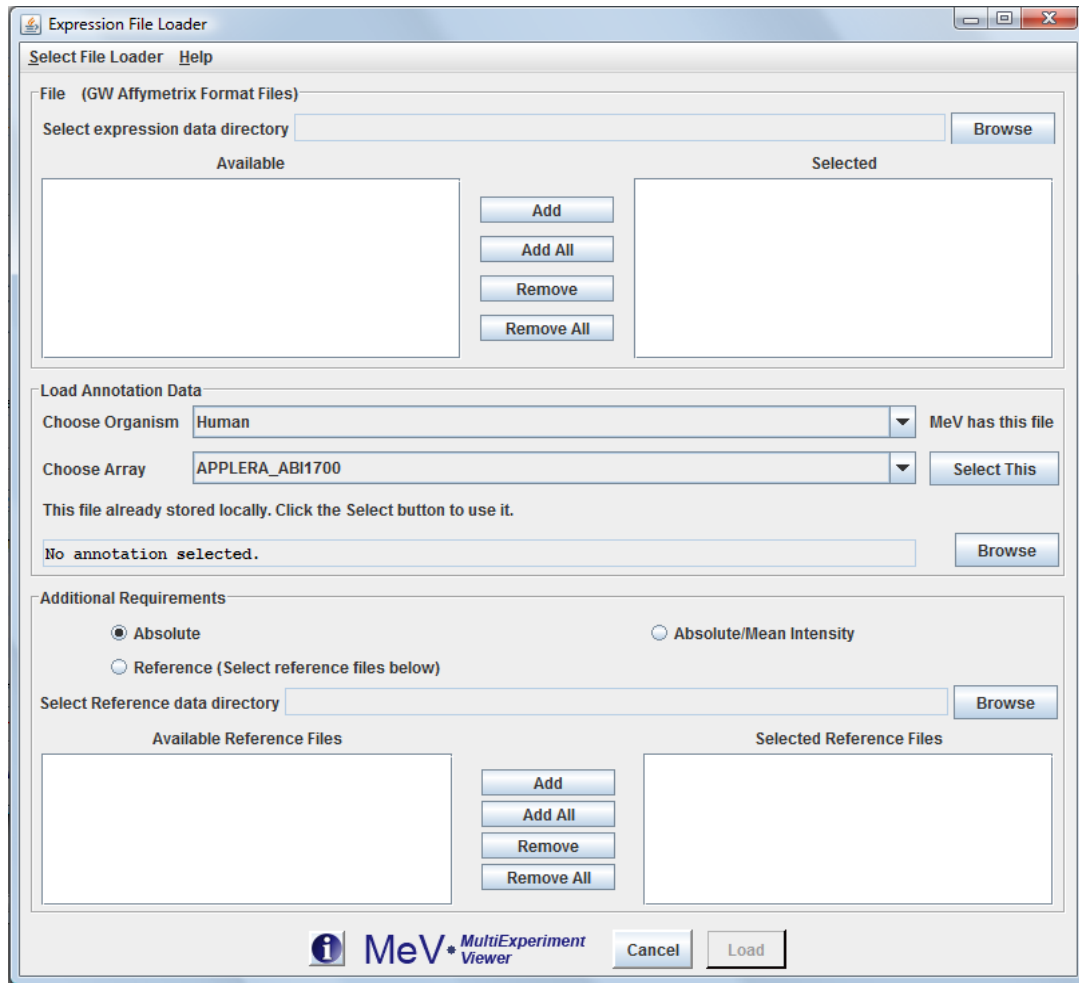 Expression File Loader
Select File Loader Help
File (GW Affymetrix Format Files)
Select expression data directory Browse
Available Selected
Add
Add All
Remove
Remove All
Load Annotation Data
Choose Organism Human MeV has this file
Choose Array APPLERA_ABI1700 Select This
This file already stored locally. Click the Select button to use it.
No annotation selected. Browse
Additional Requirements
Absolute Absolute/Mean Intensity
Reference (Select reference files below)
Select Reference data directory Browse
Available Reference Files Selected Reference Files
Add
Add All
Remove
Remove All
MeV MultiExperiment Viewer Cancel Load